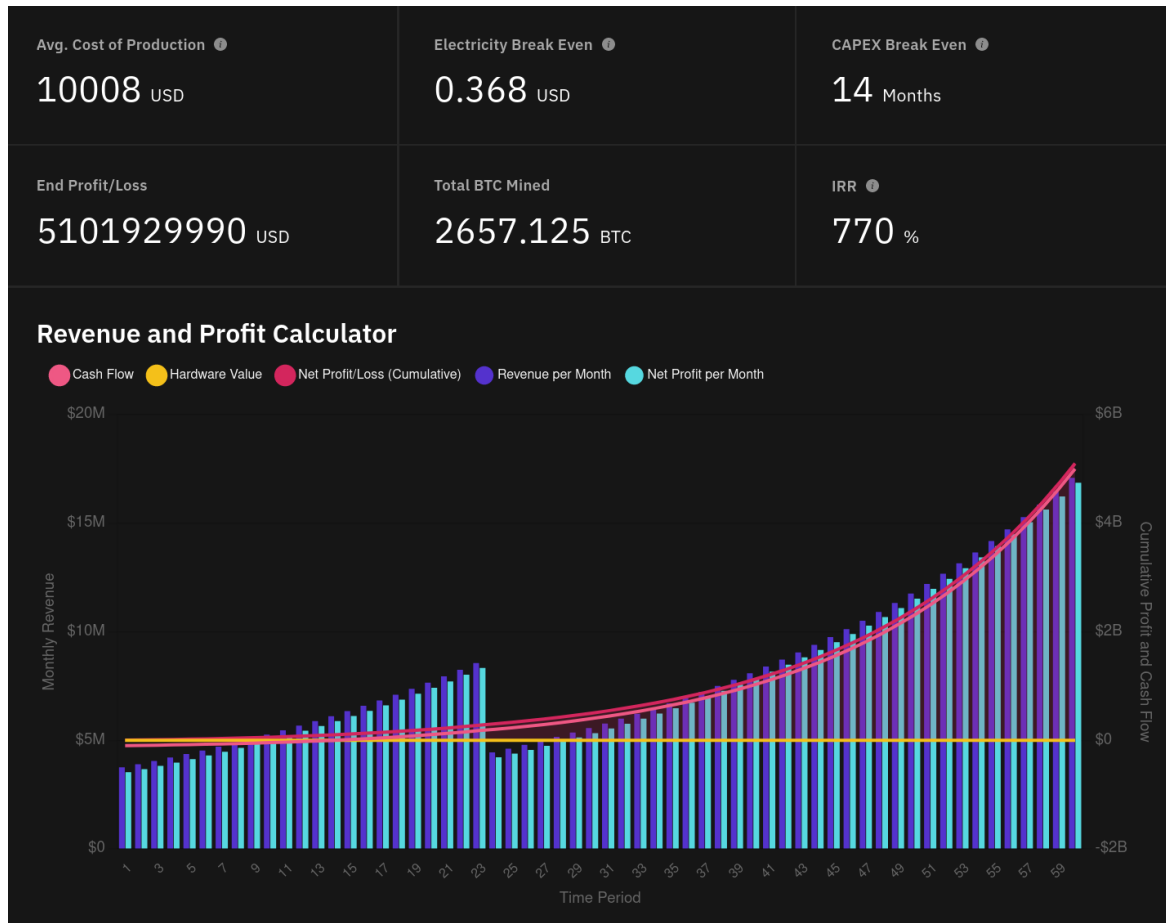 Avg. Cost of Production
Electricity Break Even
CAPEX Break Even
10008 USD
0.368 USD
14 Months
End Profit/Loss
Total BTC Mined
IRR
5101929990 USD
2657.125 BTC
770 %
Revenue and Profit Calculator
Cash Flow
Hardware Value
Net Profit/Loss (Cumulative)
Revenue per Month
Net Profit per Month
$20M
$15M
$10M
$5M
$0
Monthly Revenue
$6B
$4B
$2B
$0
-$2B
Cumulative Profit and Cash Flow
1 3 5 7 9 11 13 15 17 19 21 23 25 27 29 31 33 35 37 39 41 43 45 47 49 51 53 55 57 59
Time Period